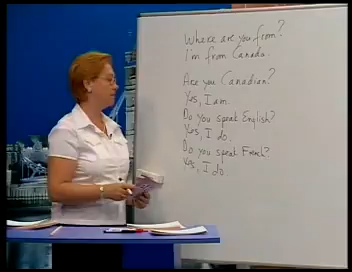 Where are you from?
I'm from Canada.
Are you Canadian?
Yes, I am.
Do you speak English?
Yes, I do.
Do you speak French?
Yes, I do.